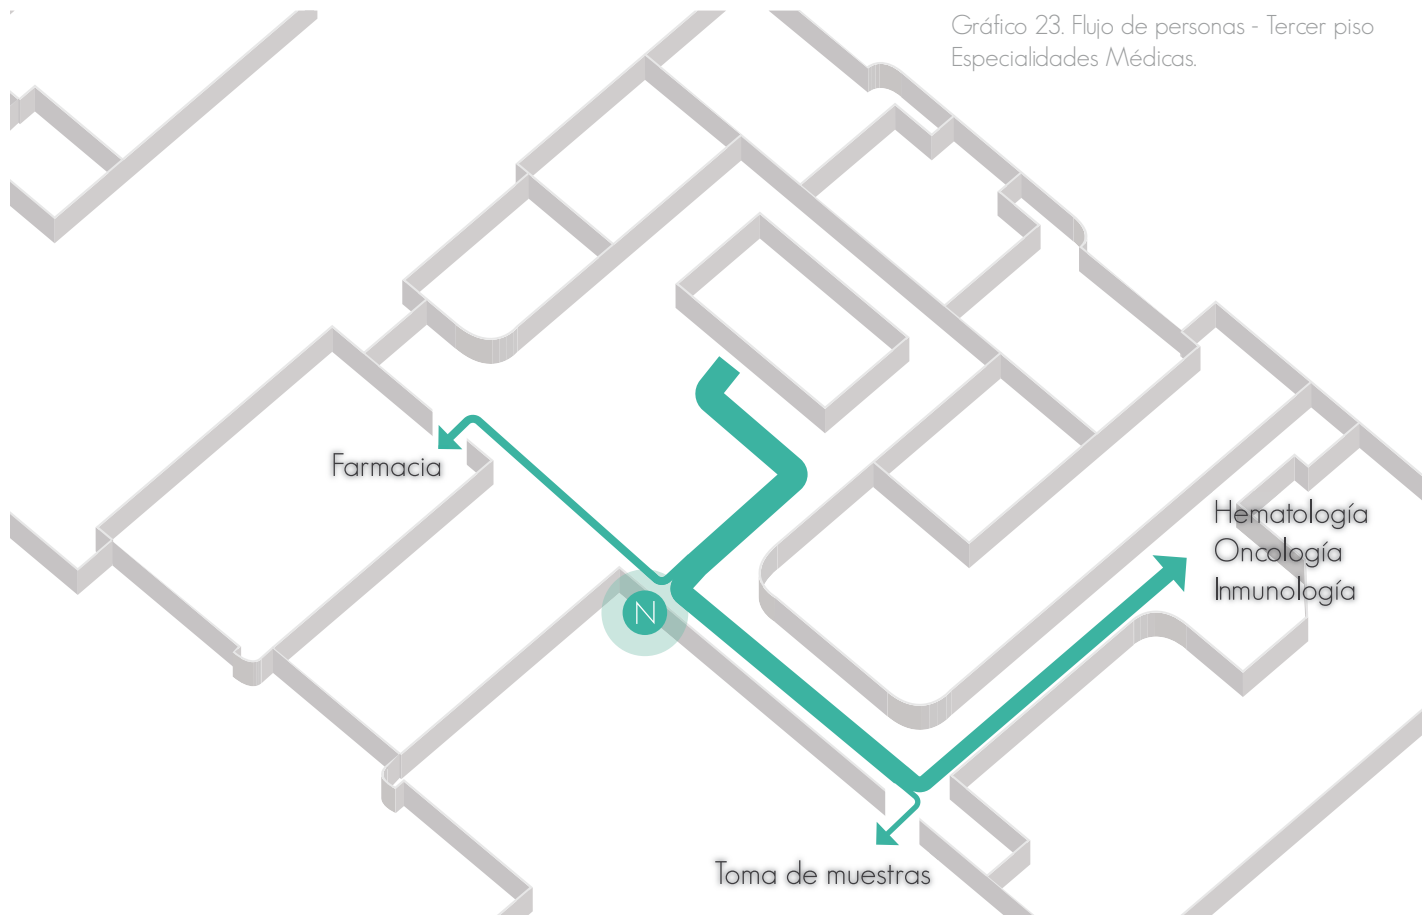 Gráfico 23. Flujo de personas - Tercer piso
Especialidades Médicas.
Farmacia
Hematología
Oncología
Inmunología
N
Toma de muestras